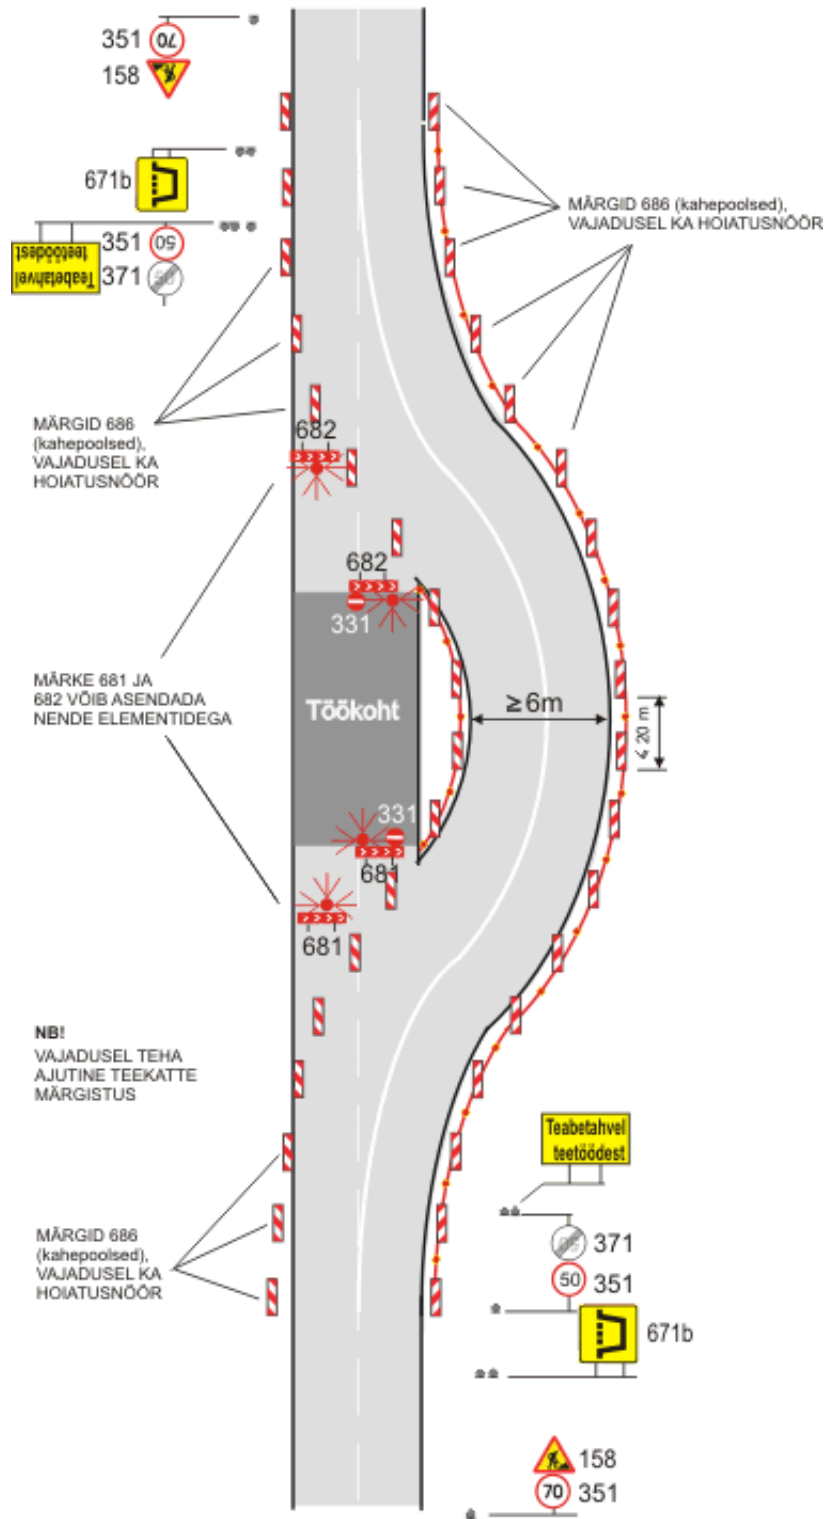 351 70
158
671b
351 50
Teabetahvel
teetöödest
371
MÄRGID 686 (kahepoolsed),
VAJADUSEL KA HOIATUSNÖÖR
MÄRGID 686
(kahepoolsed),
VAJADUSEL KA
HOIATUSNÖÖR
682
682
331
MÄRKE 681 JA
682 VÕIB ASENDADA
NENDE ELEMENTIDEGA
Töökoht
≥6m
20 m
331
681
681
NB!
VAJADUSEL TEHA
AJUTINE TEEKATTE
MÄRGISTUS
Teabetahvel
teetöödest
MÄRGID 686
(kahepoolsed),
VAJADUSEL KA
HOIATUSNÖÖR
371
50 351
671b
158
70 351